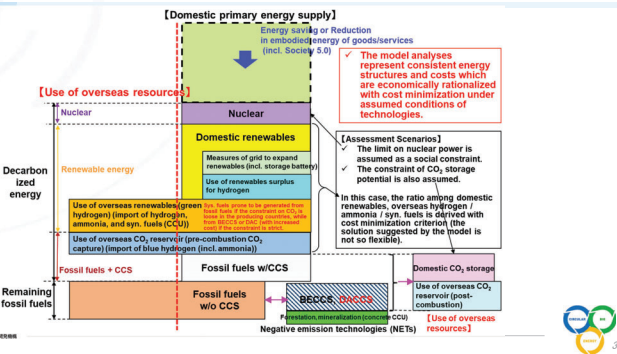 【Domestic primary energy supply】
Energy saving or Reduction
in embodied energy of goods/services
(incl. Society 5.0)
✓ The model analyses
represent consistent energy
structures and costs which
are economically rationalized
with cost minimization under
assumed conditions of
technologies.
【Use of overseas resources】
Nuclear
Nuclear
Domestic renewables
【Assessment Scenarios】
✓ The limit on nuclear power is
assumed as a social constraint.
✓ The constraint of CO2 storage
potential is also assumed.
In this case, the ratio among domestic
renewables, overseas hydrogen /
ammonia / syn. fuels is derived with
cost minimization criterion (the
solution suggested by the model is
not so flexible).
Measures of grid to expand
renewables (incl. storage battery)
Decarbon
ized energy
Renewable energy
Use of renewables surplus
for hydrogen
Use of overseas renewables (green
hydrogen) (import of hydrogen,
ammonia, and syn. fuels (CCU))
Sys. fuels prone to be generated from
fossil fuels if the constraint on CO2 is
loose in the producing countries, while
from BECCS or DAC (with increased
cost) if the constraint is strict.
Use of overseas CO2 reservoir (pre-combustion CO2
capture) (import of blue hydrogen (incl. ammonia))
Fossil fuels + CCS
Fossil fuels w/CCS
Domestic CO2 storage
Remaining
fossil fuels
Fossil fuels
w/o CCS
BECCS, DACCS
Use of overseas CO2
reservoir (post-
combustion)
Forestation, mineralization (concrete CCU)
Negative emission technologies (NETs)
【Use of overseas
resources】
3